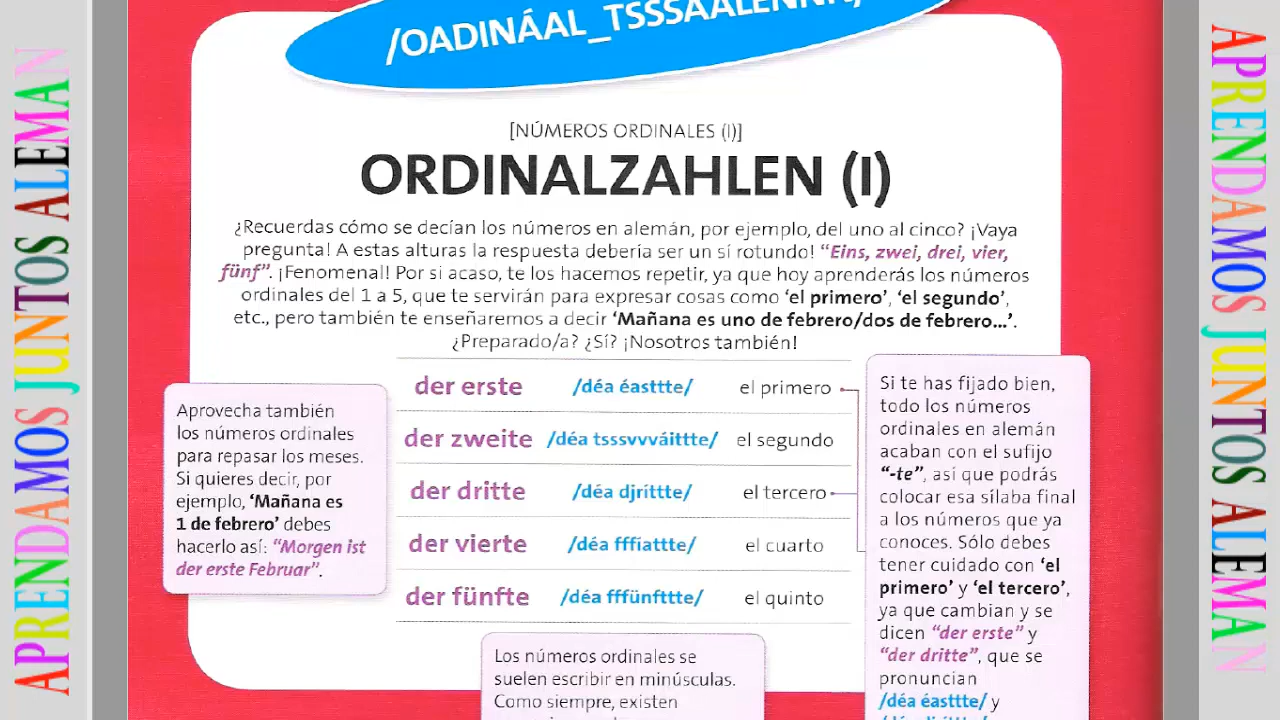 APRENDAMOS JUNTOS ALEMAN
[NÚMEROS ORDINALES (I)]
ORDINALZAHLEN (I)
¿Recuerdas cómo se decían los números en alemán, por ejemplo, del uno al cinco? ¡Vaya
pregunta! A estas alturas la respuesta debería ser un sí rotundo! “Eins, zwei, drei, vier,
fünf”. ¡Fenomenal! Por si acaso, te los hacemos repetir, ya que hoy aprenderás los números
ordinales del 1 a 5, que te servirán para expresar cosas como ‘el primero’, ‘el segundo’,
etc., pero también te enseñaremos a decir ‘Mañana es uno de febrero/dos de febrero...’.
¿Preparado/a? ¿Sí? ¡Nosotros también!
Aprovecha también
los números ordinales
para repasar los meses.
Si quieres decir, por
ejemplo, ‘Mañana es
1 de febrero’ debes
hacerlo así: “Morgen ist
der erste Februar”.
der erste /déa éasttte/ el primero
der zweite /déa tsssvvváittte/ el segundo
der dritte /déa djríttte/ el tercero
der vierte /déa fffíattte/ el cuarto
der fünfte /déa fffünfttte/ el quinto
Si te has fijado bien,
todo los números
ordinales en alemán
acaban con el sufijo
“-te”, así que podrás
colocar esa sílaba final
a los números que ya
conoces. Sólo debes
tener cuidado con ‘el
primero’ y ‘el tercero’,
ya que cambian y se
dicen “der erste” y
“der dritte”, que se
pronuncian
/déa éasttte/ y
Los números ordinales se
suelen escribir en minúsculas.
Como siempre, existen
APRENDAMOS JUNTOS ALEMAN